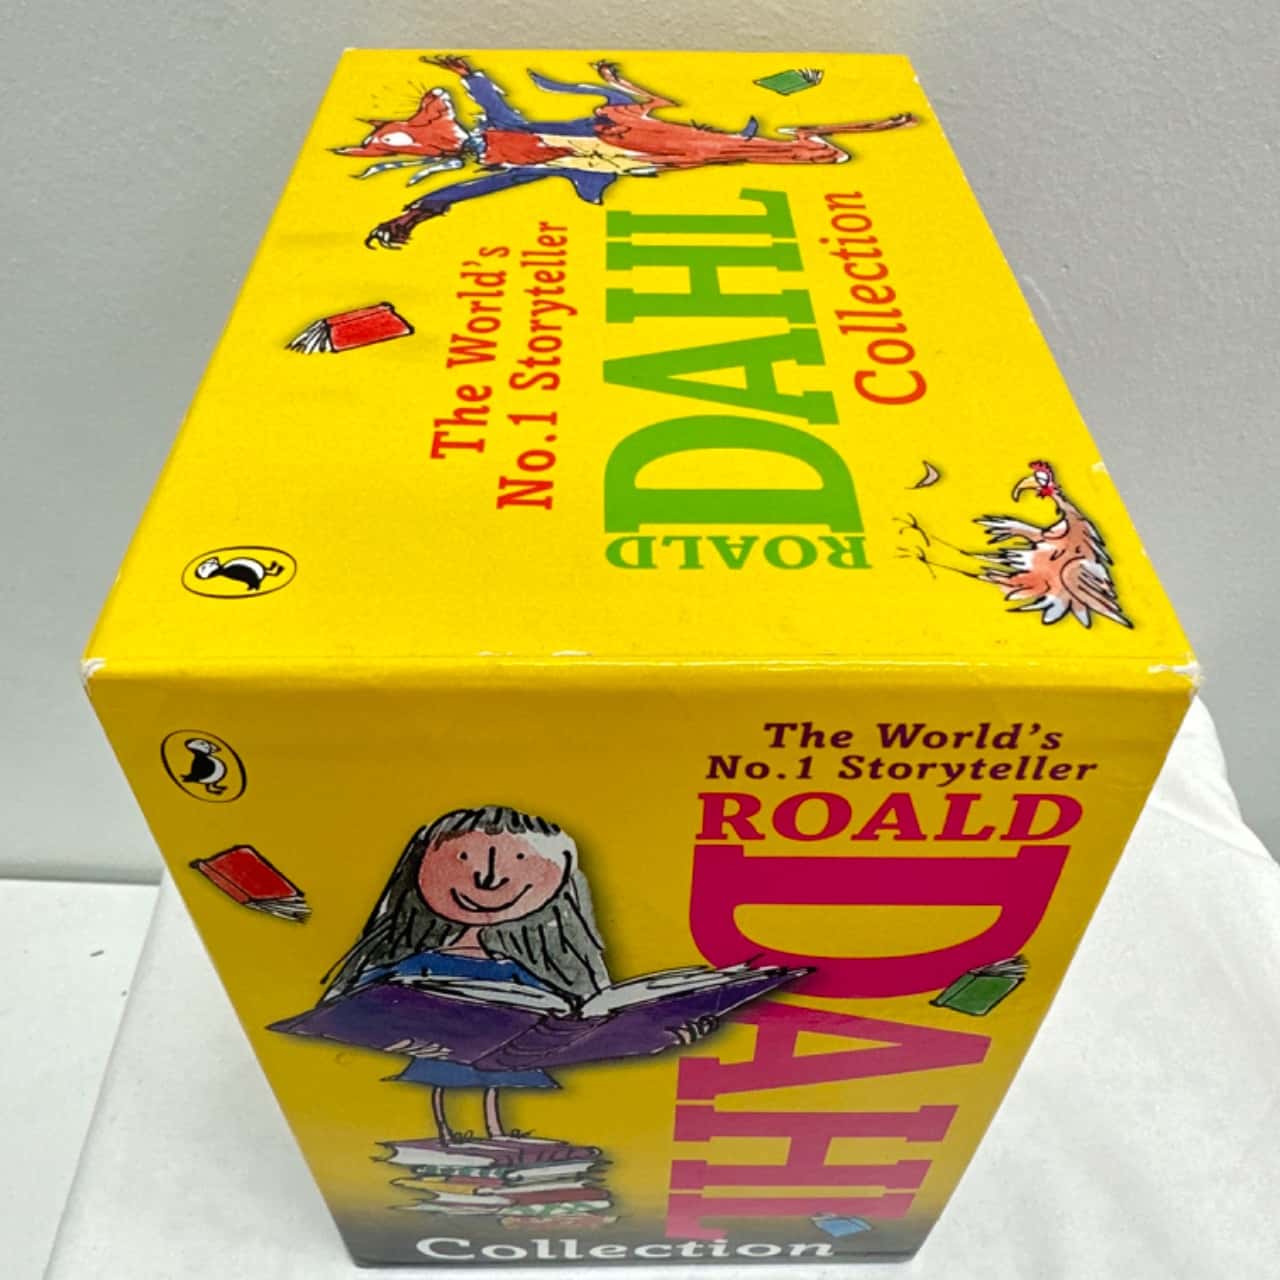 The World's
No.1 Storyteller
ROALD
DAHL
Collection
The World's
No.1 Storyteller
ROALD
DAHL
Collection